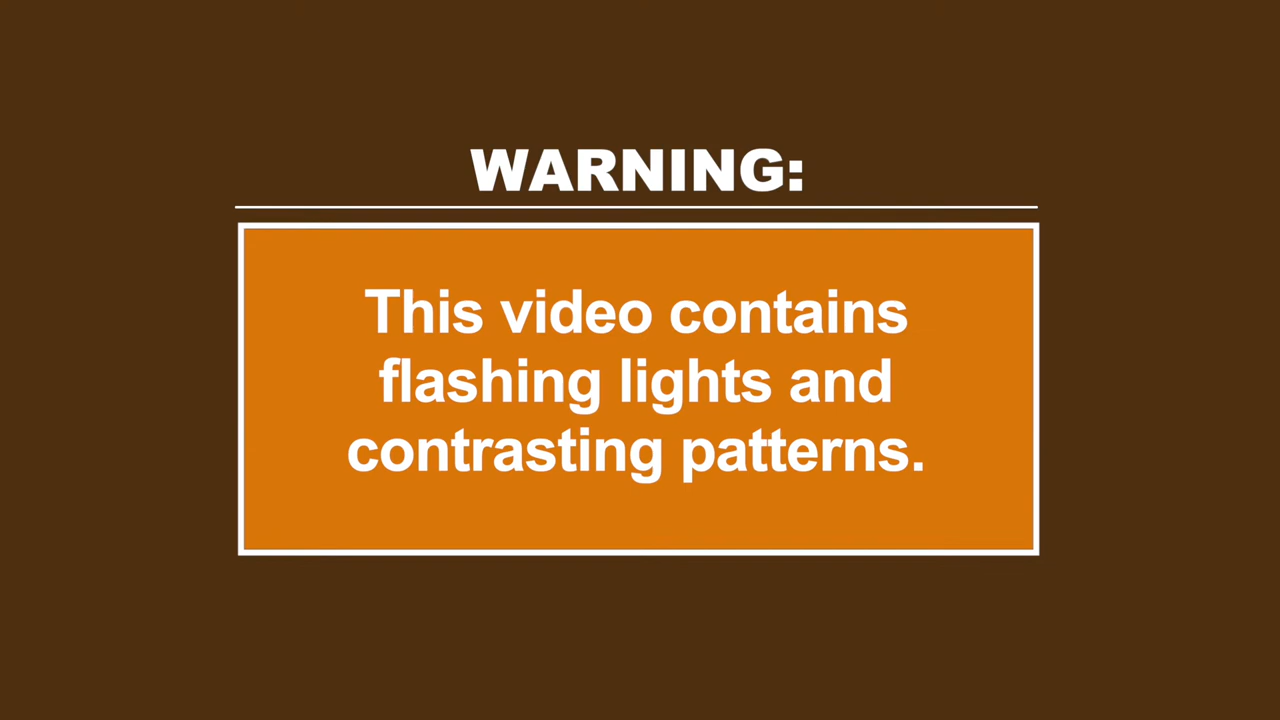 WARNING:
This video contains
flashing lights and
contrasting patterns.